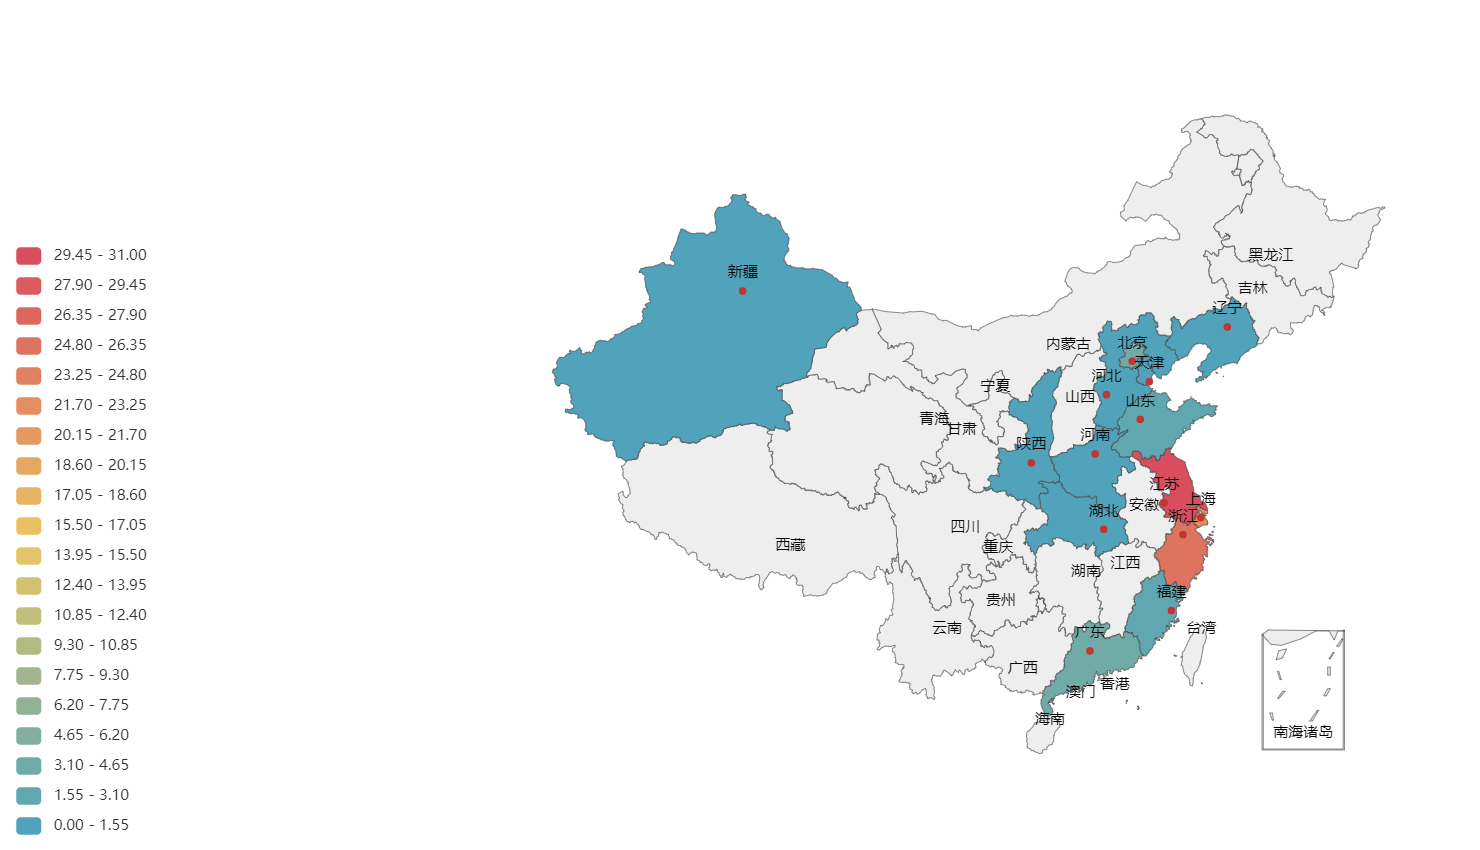 29.45 - 31.00
27.90 - 29.45
26.35 - 27.90
24.80 - 26.35
23.25 - 24.80
21.70 - 23.25
20.15 - 21.70
18.60 - 20.15
17.05 - 18.60
15.50 - 17.05
13.95 - 15.50
12.40 - 13.95
10.85 - 12.40
9.30 - 10.85
7.75 - 9.30
6.20 - 7.75
4.65 - 6.20
3.10 - 4.65
1.55 - 3.10
0.00 - 1.55
黑龙江
新疆
吉林
辽宁
北京
内蒙古
天津
河北
宁夏
山西
山东
青海
甘肃
河南
陕西
江苏
上海
安徽
湖北
浙江
四川
西藏
重庆
江西
湖南
福建
贵州
云南
台湾
广东
广西
香港
澳门
海南
南海诸岛